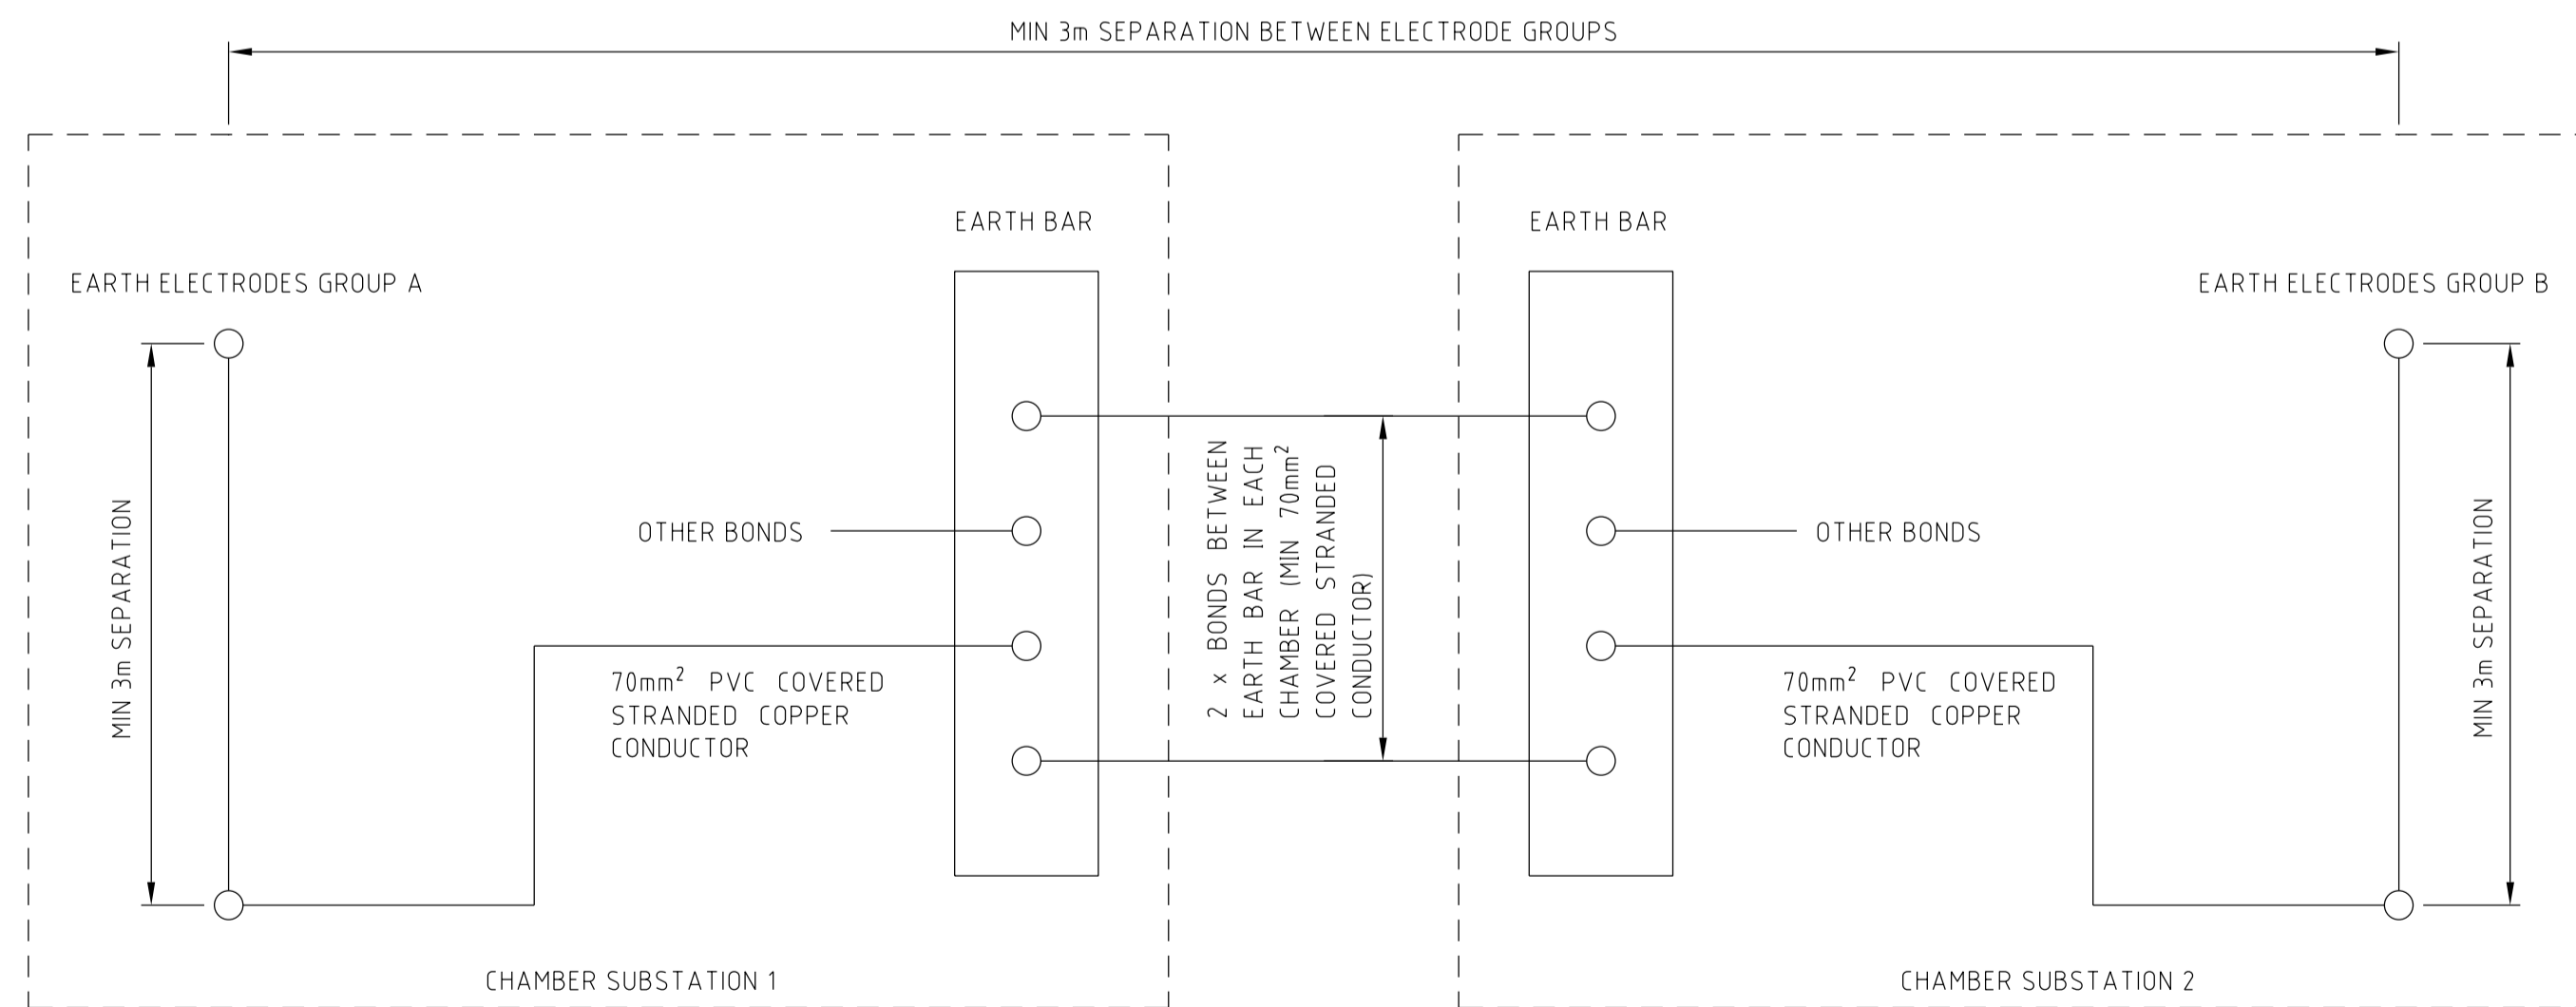 MIN 3m SEPARATION BETWEEN ELECTRODE GROUPS
EARTH BAR
EARTH BAR
EARTH ELECTRODES GROUP A
EARTH ELECTRODES GROUP B
MIN 3m SEPARATION
OTHER BONDS
2 x BONDS BETWEEN
EARTH BAR IN EACH
CHAMBER (MIN 70mm²
COVERED STRANDED
CONDUCTOR)
OTHER BONDS
MIN 3m SEPARATION
70mm² PVC COVERED
STRANDED COPPER
CONDUCTOR
70mm² PVC COVERED
STRANDED COPPER
CONDUCTOR
CHAMBER SUBSTATION 1
CHAMBER SUBSTATION 2